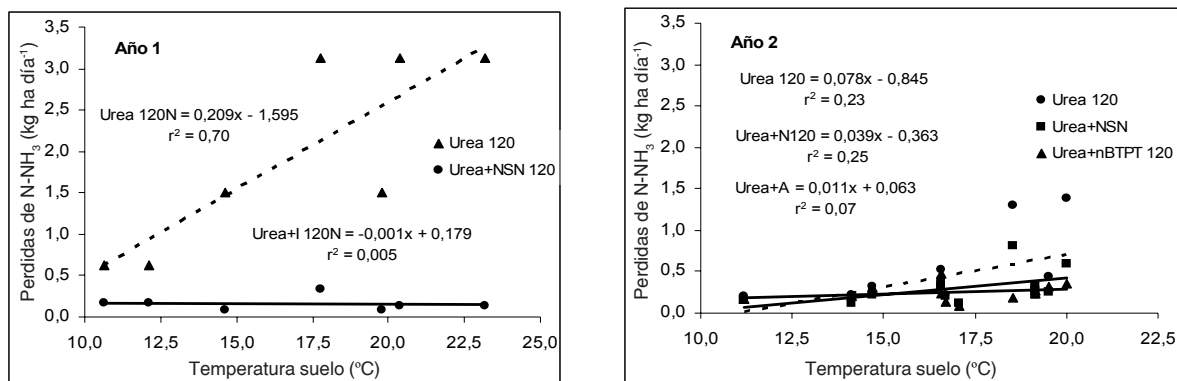 Año 1
Perdidas de N-NH₃ (kg ha día⁻¹)
3,5
3,0
2,5
2,0
1,5
1,0
0,5
0,0
Urea 120N = 0,209x - 1,595
r² = 0,70
Urea 120
Urea+NSN 120
Urea+I 120N = -0,001x + 0,179
r² = 0,005
10,0 12,5 15,0 17,5 20,0 22,5 25,0
Temperatura suelo (ºC)
Año 2
Perdidas de N-NH₃ (kg ha día⁻¹)
3,5
3,0
2,5
2,0
1,5
1,0
0,5
0,0
Urea 120 = 0,078x - 0,845
r² = 0,23
Urea+N120 = 0,039x - 0,363
r² = 0,25
Urea+A = 0,011x + 0,063
r² = 0,07
Urea 120
Urea+NSN
Urea+nBTPT 120
10,0 12,5 15,0 17,5 20,0
Temperatura suelo (ºC)